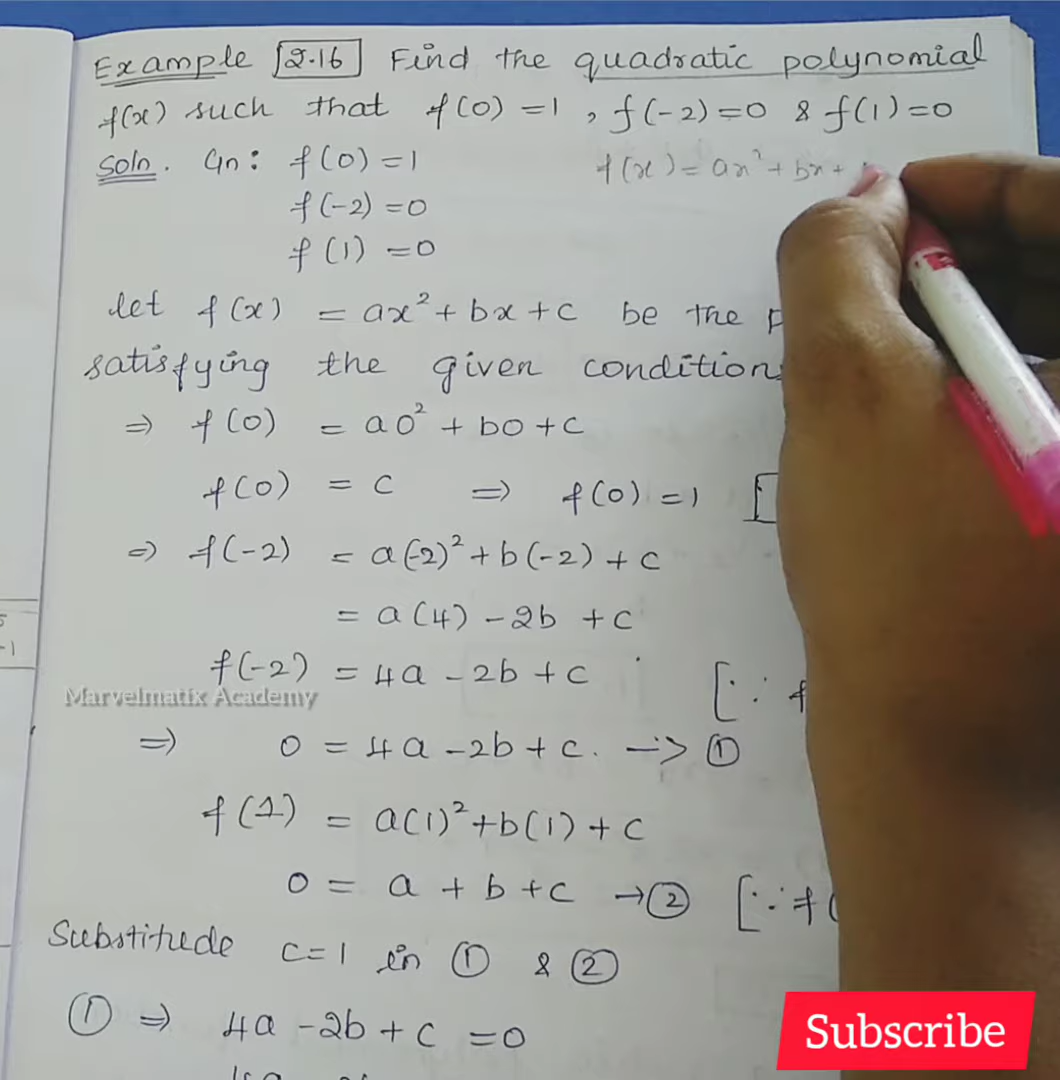 Example 2.16 Find the quadratic polynomial
f(x) such that f(0) = 1, f(-2) = 0 & f(1) = 0
Soln. Gn: f(0) = 1
f(x) = ax² + bx +
f(-2) = 0
f(1) = 0
let f(x) = ax² + bx + c be the
satisfying the given condition
⇒ f(0) = a0² + b0 + c
f(0) = c ⇒ f(0) = 1 [
⇒ f(-2) = a(-2)² + b(-2) + c
= a(4) - 2b + c
f(-2) = 4a - 2b + c [∵ f
Marvelmatix Academy
⇒ 0 = 4a - 2b + c. --> ①
f(1) = a(1)² + b(1) + c
0 = a + b + c → ② [∵ f(
Substitude c = 1 in ① & ②
① ⇒ 4a - 2b + c = 0
Subscribe